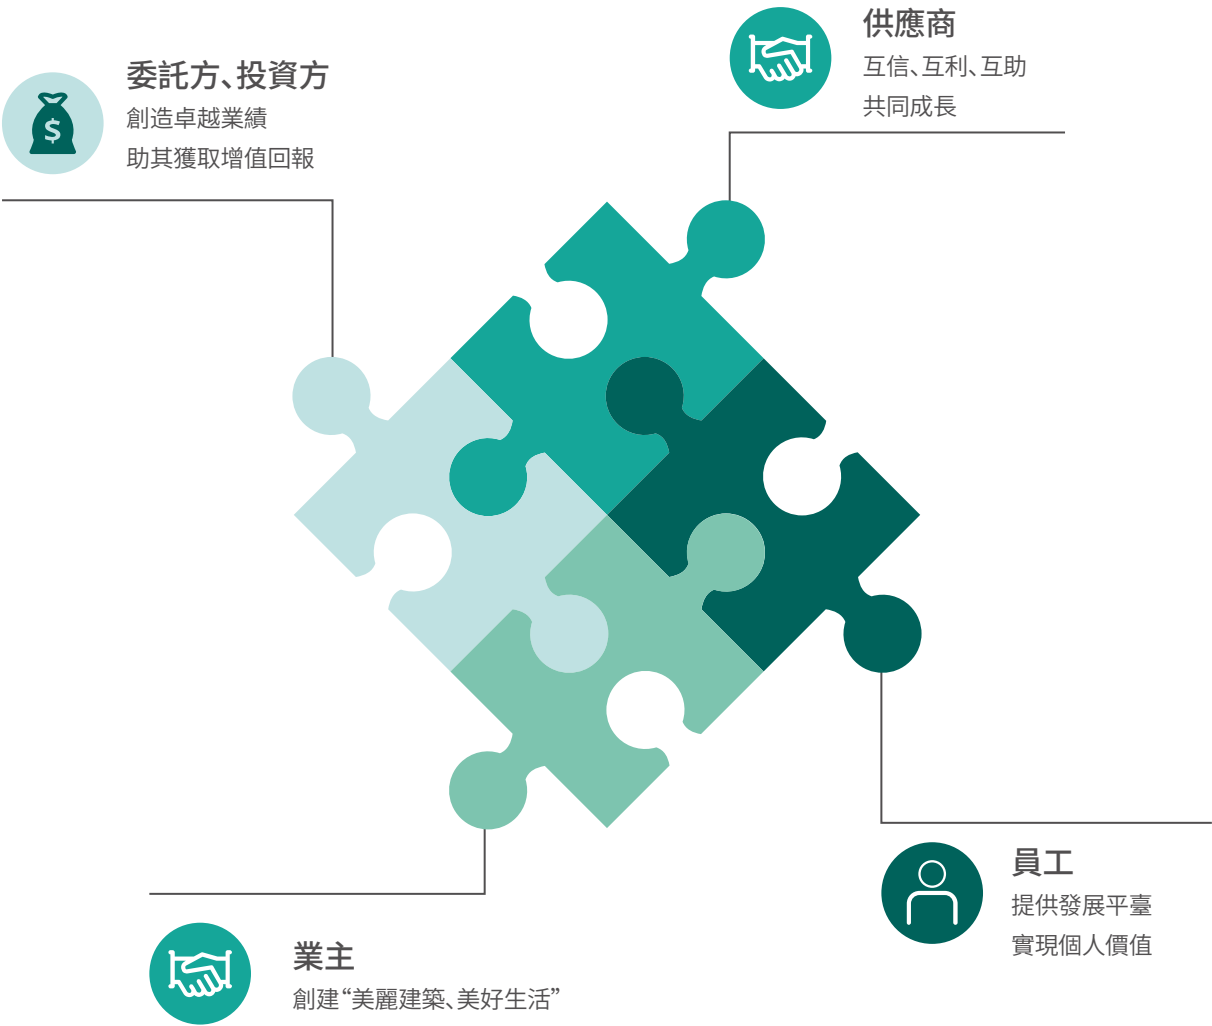 委託方、投資方
創造卓越業績
助其獲取增值回報
供應商
互信、互利、互助
共同成長
$
員工
提供發展平臺
實現個人價值
業主
創建“美麗建築、美好生活”